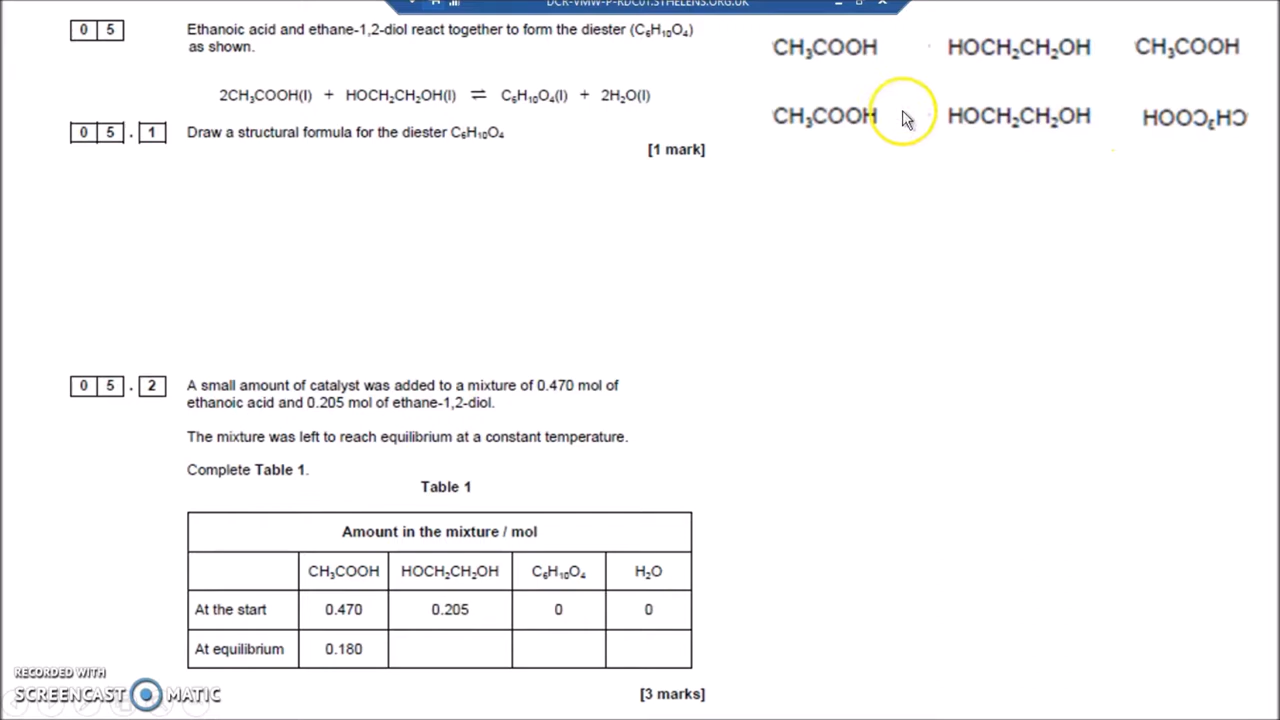 DCR-VMW-P-RDC01.STHELENS.ORG.UK
0 5 Ethanoic acid and ethane-1,2-diol react together to form the diester (C₆H₁₀O₄)
as shown.
2CH₃COOH(l) + HOCH₂CH₂OH(l) ⇌ C₆H₁₀O₄(l) + 2H₂O(l)
0 5 . 1 Draw a structural formula for the diester C₆H₁₀O₄
[1 mark]
CH₃COOH HOCH₂CH₂OH CH₃COOH
CH₃COOH HOCH₂CH₂OH HOOC₃HC
0 5 . 2 A small amount of catalyst was added to a mixture of 0.470 mol of
ethanoic acid and 0.205 mol of ethane-1,2-diol.
The mixture was left to reach equilibrium at a constant temperature.
Complete Table 1.
Table 1
Amount in the mixture / mol
CH₃COOH HOCH₂CH₂OH C₆H₁₀O₄ H₂O
At the start 0.470 0.205 0 0
At equilibrium 0.180
[3 marks]
RECORDED WITH
SCREENCAST MATIC